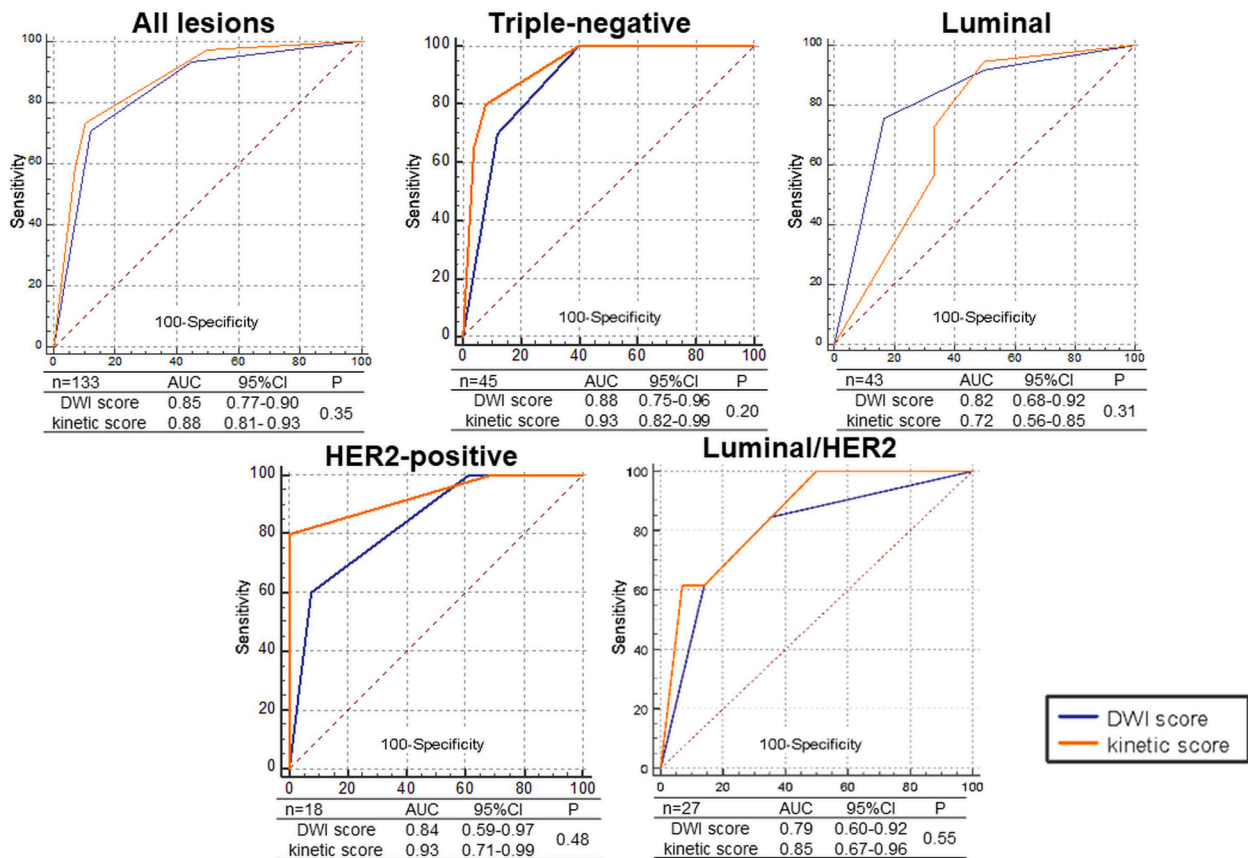 All lesions
100
80
60
40
20
0
Sensitivity
100-Specificity
0 20 40 60 80 100
n=133 AUC 95%CI P
DWI score 0.85 0.77-0.90
0.35
kinetic score 0.88 0.81- 0.93
Triple-negative
100
80
60
40
20
0
Sensitivity
100-Specificity
0 20 40 60 80 100
n=45 AUC 95%CI P
DWI score 0.88 0.75-0.96
0.20
kinetic score 0.93 0.82-0.99
Luminal
100
80
60
40
20
0
Sensitivity
100-Specificity
0 20 40 60 80 100
n=43 AUC 95%CI P
DWI score 0.82 0.68-0.92
0.31
kinetic score 0.72 0.56-0.85
HER2-positive
100
80
60
40
20
0
Sensitivity
100-Specificity
0 20 40 60 80 100
n=18 AUC 95%CI P
DWI score 0.84 0.59-0.97
0.48
kinetic score 0.93 0.71-0.99
Luminal/HER2
100
80
60
40
20
0
Sensitivity
100-Specificity
0 20 40 60 80 100
n=27 AUC 95%CI P
DWI score 0.79 0.60-0.92
0.55
kinetic score 0.85 0.67-0.96
DWI score
kinetic score